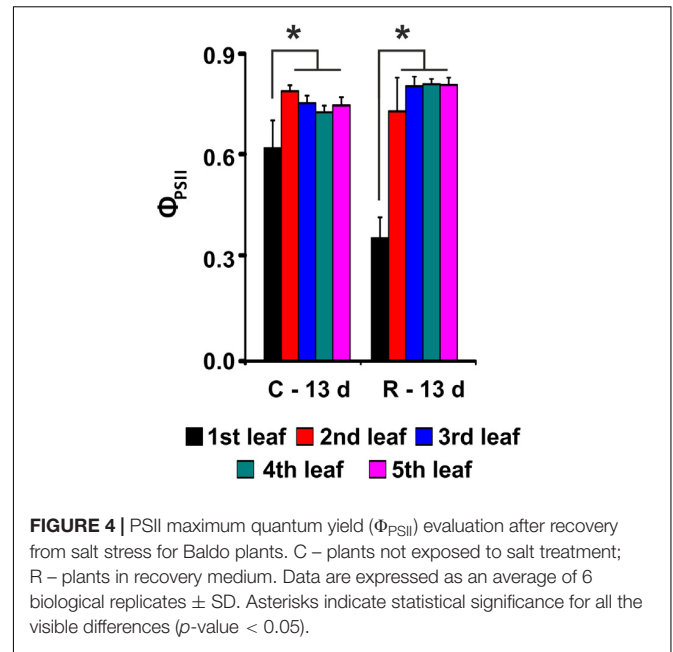 * *
0.9
0.6
0.3
0.0
ΦPSII
C - 13 d R - 13 d
1st leaf 2nd leaf 3rd leaf
4th leaf 5th leaf
FIGURE 4 | PSII maximum quantum yield (ΦPSII) evaluation after recovery
from salt stress for Baldo plants. C – plants not exposed to salt treatment;
R – plants in recovery medium. Data are expressed as an average of 6
biological replicates ± SD. Asterisks indicate statistical significance for all the
visible differences (p-value < 0.05).